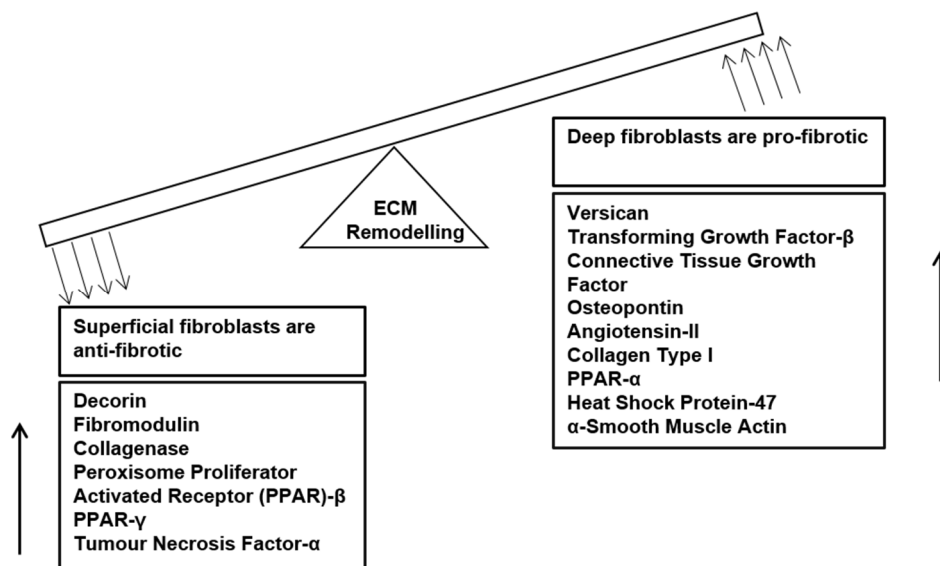 Deep fibroblasts are pro-fibrotic
ECM
Remodelling
Versican
Transforming Growth Factor-β
Connective Tissue Growth
Factor
Osteopontin
Angiotensin-II
Collagen Type I
PPAR-α
Heat Shock Protein-47
α-Smooth Muscle Actin
Superficial fibroblasts are
anti-fibrotic
Decorin
Fibromodulin
Collagenase
Peroxisome Proliferator
Activated Receptor (PPAR)-β
PPAR-γ
Tumour Necrosis Factor-α